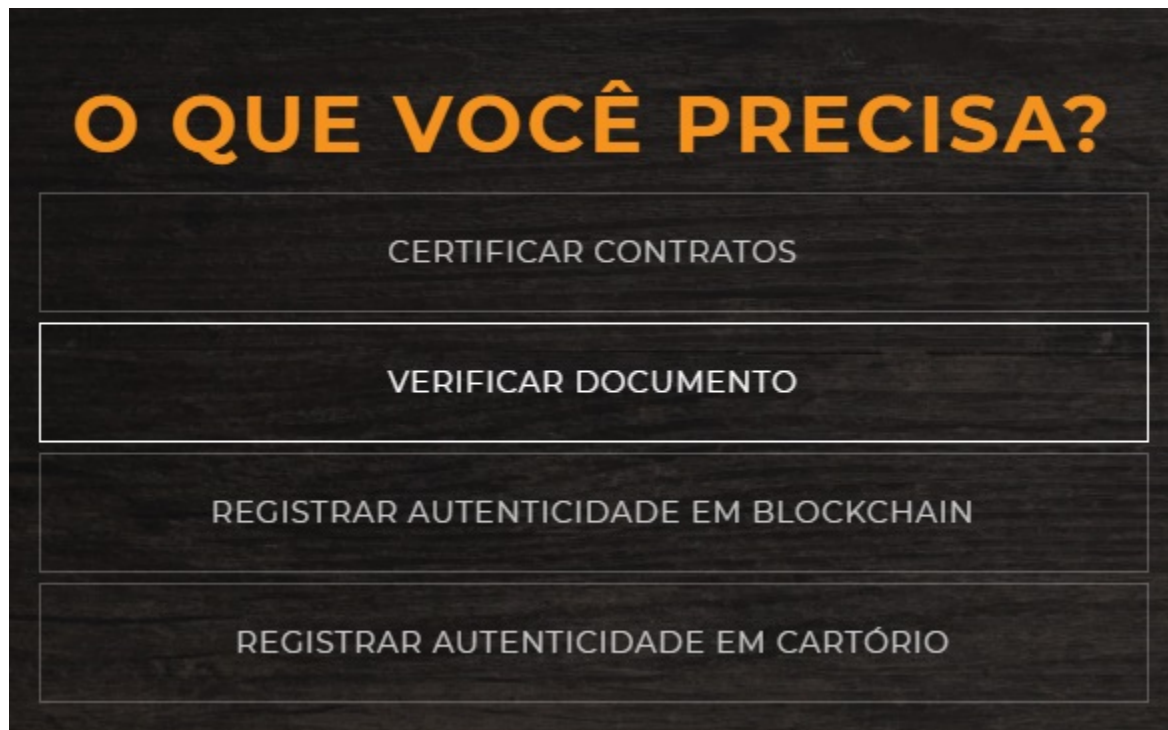 O QUE VOCÊ PRECISA?
CERTIFICAR CONTRATOS
VERIFICAR DOCUMENTO
REGISTRAR AUTENTICIDADE EM BLOCKCHAIN
REGISTRAR AUTENTICIDADE EM CARTÓRIO